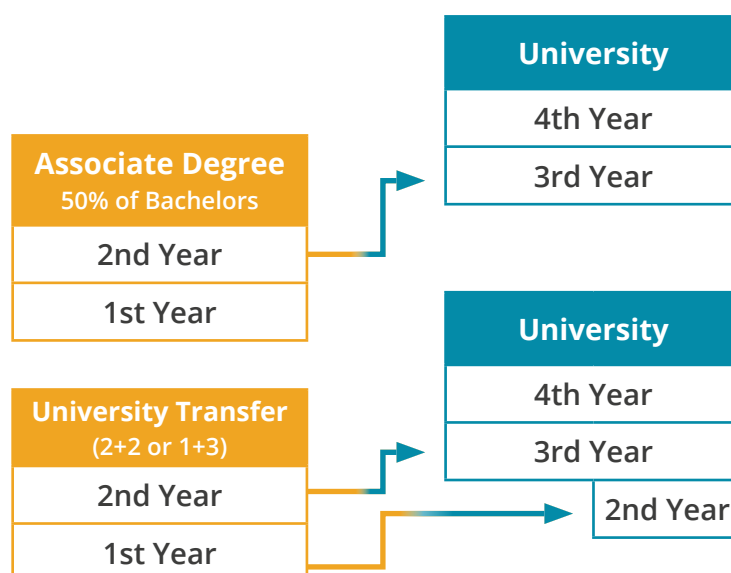 University
4th Year
3rd Year
Associate Degree
50% of Bachelors
2nd Year
1st Year
University
4th Year
3rd Year
2nd Year
University Transfer
(2+2 or 1+3)
2nd Year
1st Year